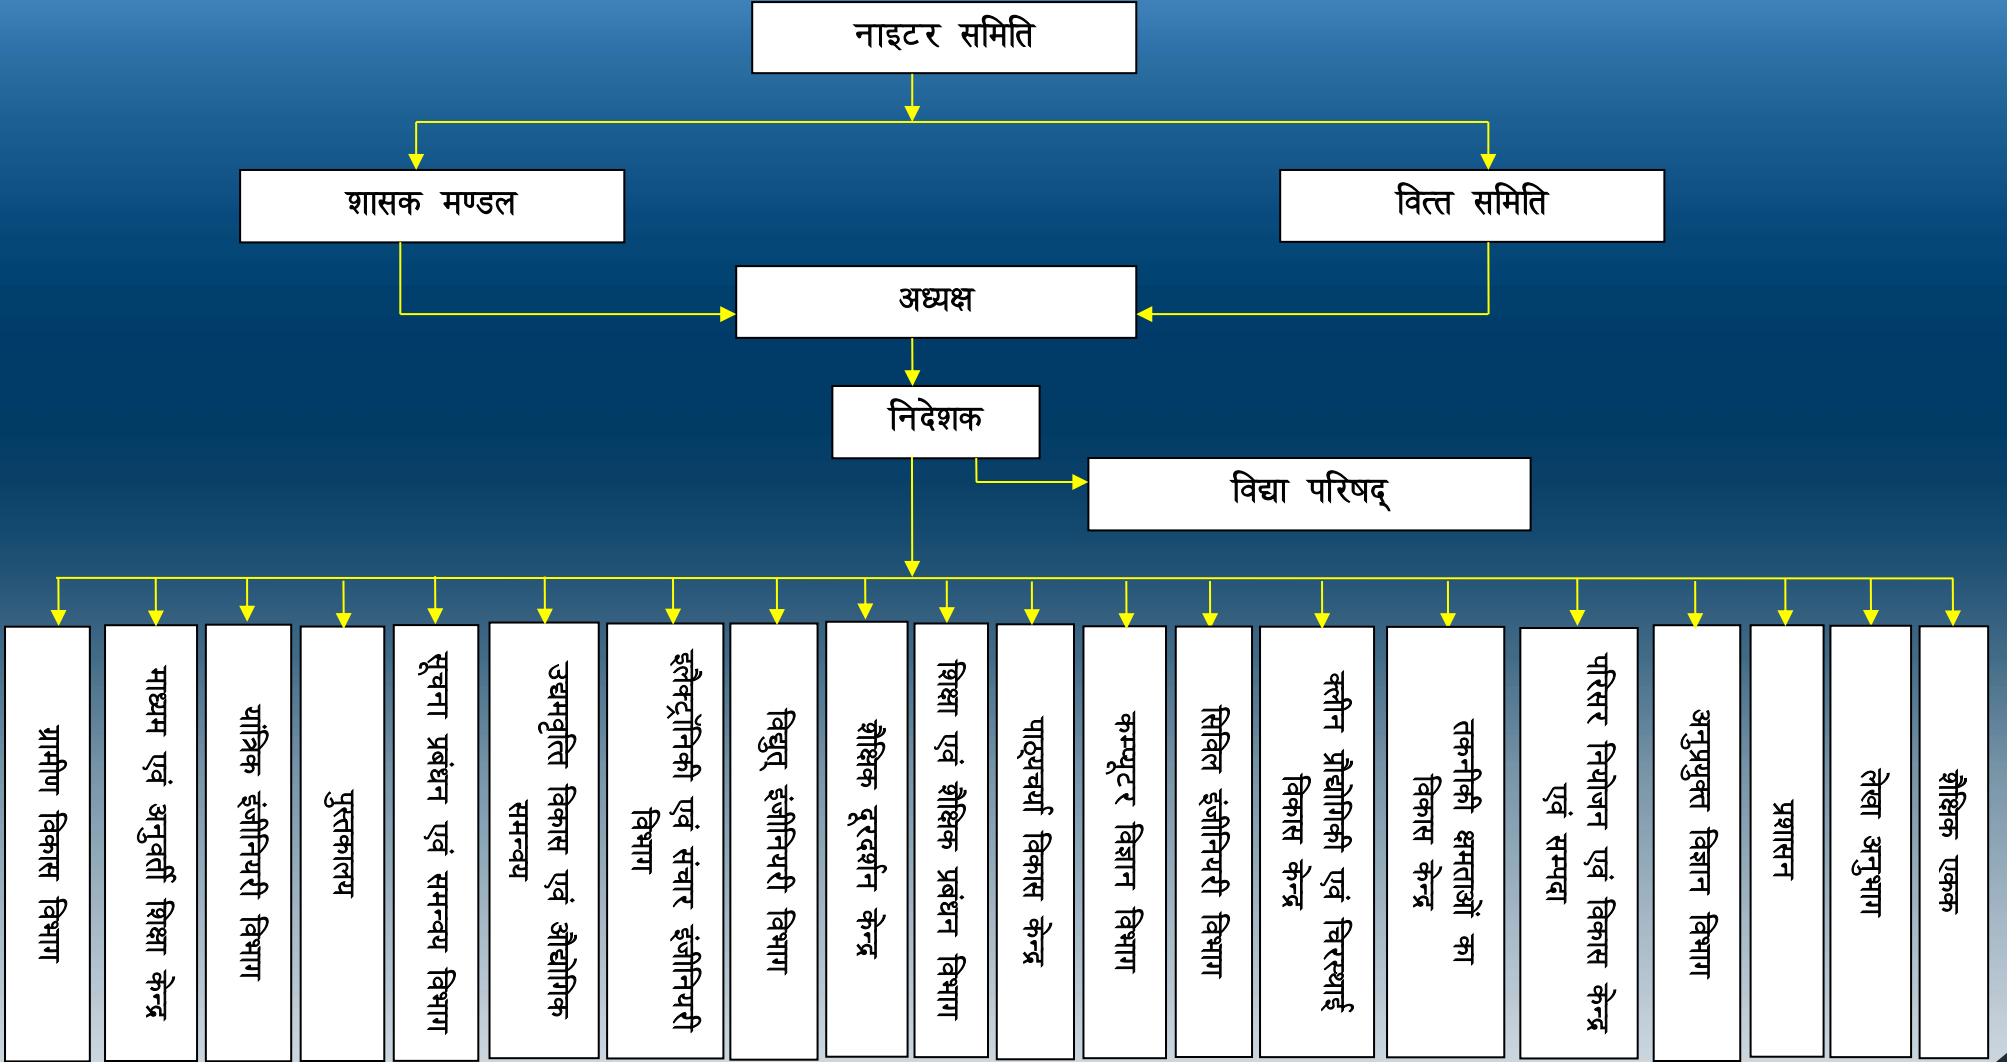 नाइटर समिति
शासक मण्डल
वित्त समिति
अध्यक्ष
निदेशक
विद्या परिषद्
ग्रामीण विकास विभाग
माध्यम एवं अनुवर्ती शिक्षा केन्द्र
यांत्रिक इंजीनियरी विभाग
पुस्तकालय
सूचना प्रबंधन एवं समन्वय विभाग
उद्यमवृत्ति विकास एवं औद्योगिक
समन्वय
इलैक्ट्रॉनिकी एवं संचार इंजीनियरी
विभाग
विद्युत् इंजीनियरी विभाग
शैक्षिक दूरदर्शन केन्द्र
शिक्षा एवं शैक्षिक प्रबंधन विभाग
पाठ्यचर्या विकास केन्द्र
कम्प्यूटर विज्ञान विभाग
सिविल इंजीनियरी विभाग
क्लीन प्रौद्योगिकी एवं चिरस्थाई
विकास केन्द्र
तकनीकी क्षमताओं का
विकास केन्द्र
परिसर नियोजन एवं विकास केन्द्र
एवं सम्पदा
अनुप्रयुक्त विज्ञान विभाग
प्रशासन
लेखा अनुभाग
शैक्षिक एकक